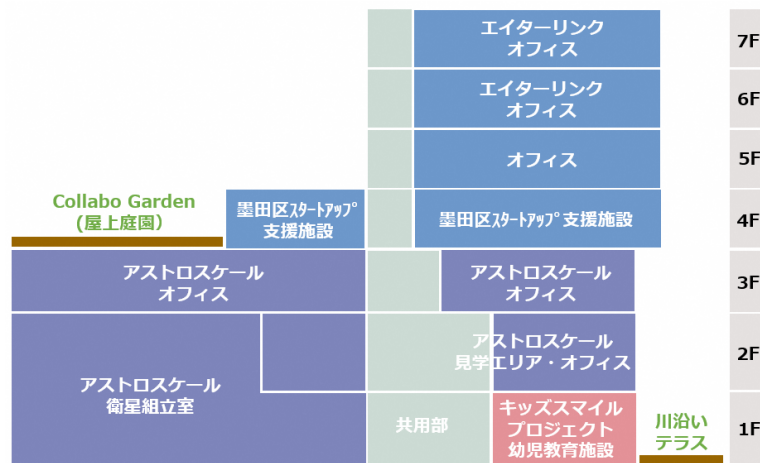 エイターリンク
オフィス
7F
エイターリンク
オフィス
6F
オフィス
5F
Collabo Garden
(屋上庭園）
墨田区ｽﾀｰﾄｱｯﾌﾟ
支援施設
墨田区ｽﾀｰﾄｱｯﾌﾟ支援施設
4F
アストロスケール
オフィス
アストロスケール
オフィス
3F
アストロスケール
見学エリア・オフィス
2F
アストロスケール
衛星組立室
共用部
キッズスマイル
プロジェクト
幼児教育施設
川沿い
テラス
1F